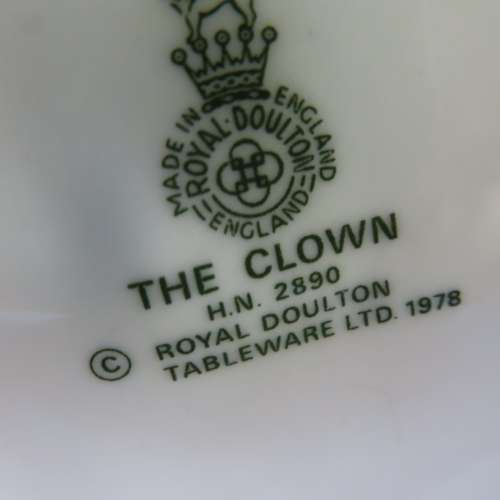 MADE IN ENGLAND
ROYAL·DOULTON
ENGLAND
THE CLOWN
H.N. 2890
© ROYAL DOULTON
TABLEWARE LTD. 1978